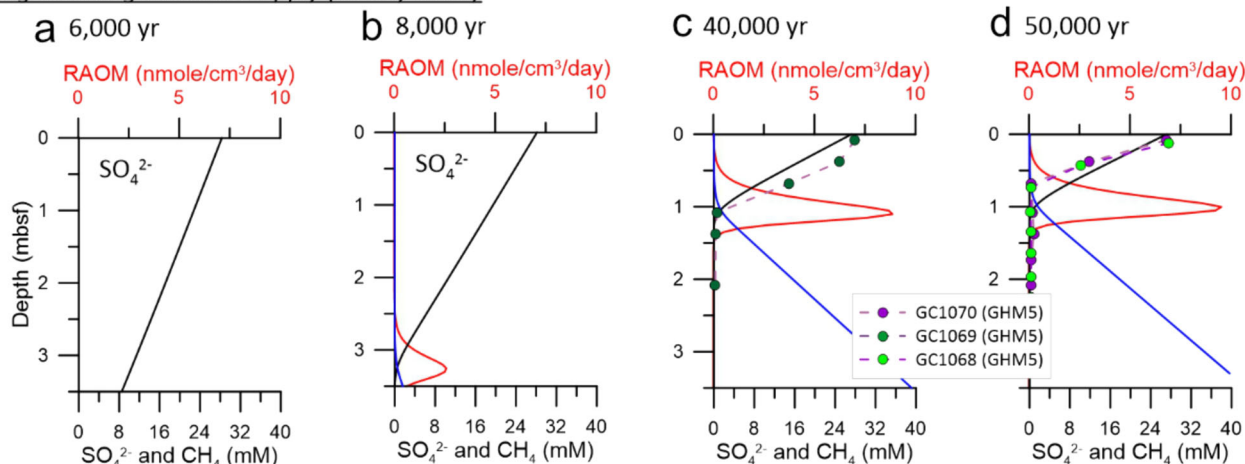 a 6,000 yr
RAOM (nmole/cm³/day)
0 5 10
0
SO₄²⁻
1
Depth (mbsf)
2
3
0 8 16 24 32 40
SO₄²⁻ and CH₄ (mM)
b 8,000 yr
RAOM (nmole/cm³/day)
0 5 10
0
SO₄²⁻
1
2
3
0 8 16 24 32 40
SO₄²⁻ and CH₄ (mM)
c 40,000 yr
RAOM (nmole/cm³/day)
0 5 10
0
1
2
3
0 8 16 24 32 40
SO₄²⁻ and CH₄ (mM)
d 50,000 yr
RAOM (nmole/cm³/day)
0 5 10
0
1
2
3
GC1070 (GHM5)
GC1069 (GHM5)
GC1068 (GHM5)
0 8 16 24 32 40
SO₄²⁻ and CH₄ (mM)